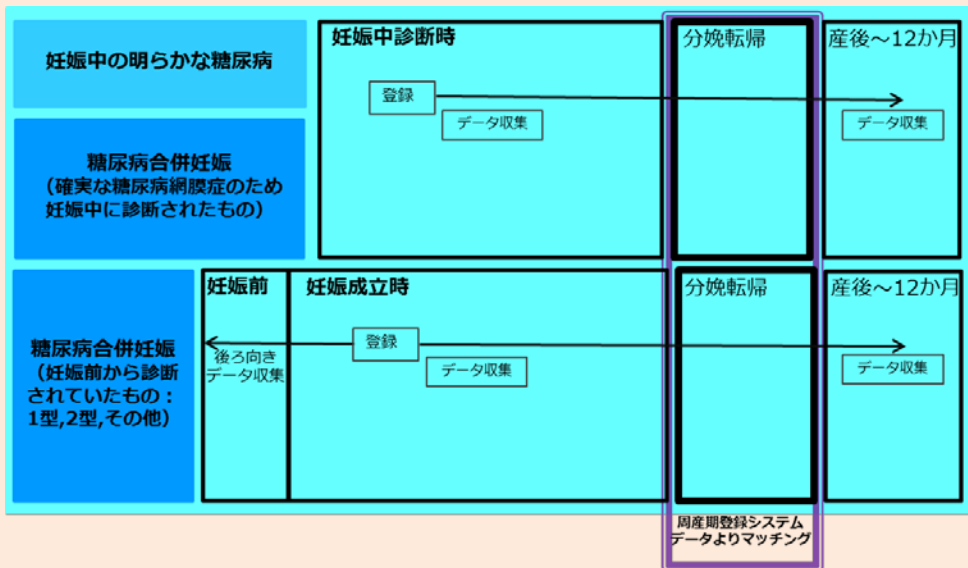 妊娠中の明らかな糖尿病
妊娠中診断時
分娩転帰
産後～12か月
登録
データ収集
データ収集
糖尿病合併妊娠
（確実な糖尿病網膜症のため
妊娠中に診断されたもの）
妊娠前
妊娠成立時
分娩転帰
産後～12か月
糖尿病合併妊娠
（妊娠前から診断
されていたもの：
1型,2型,その他）
後ろ向き
データ収集
登録
データ収集
データ収集
周産期登録システム
データよりマッチング